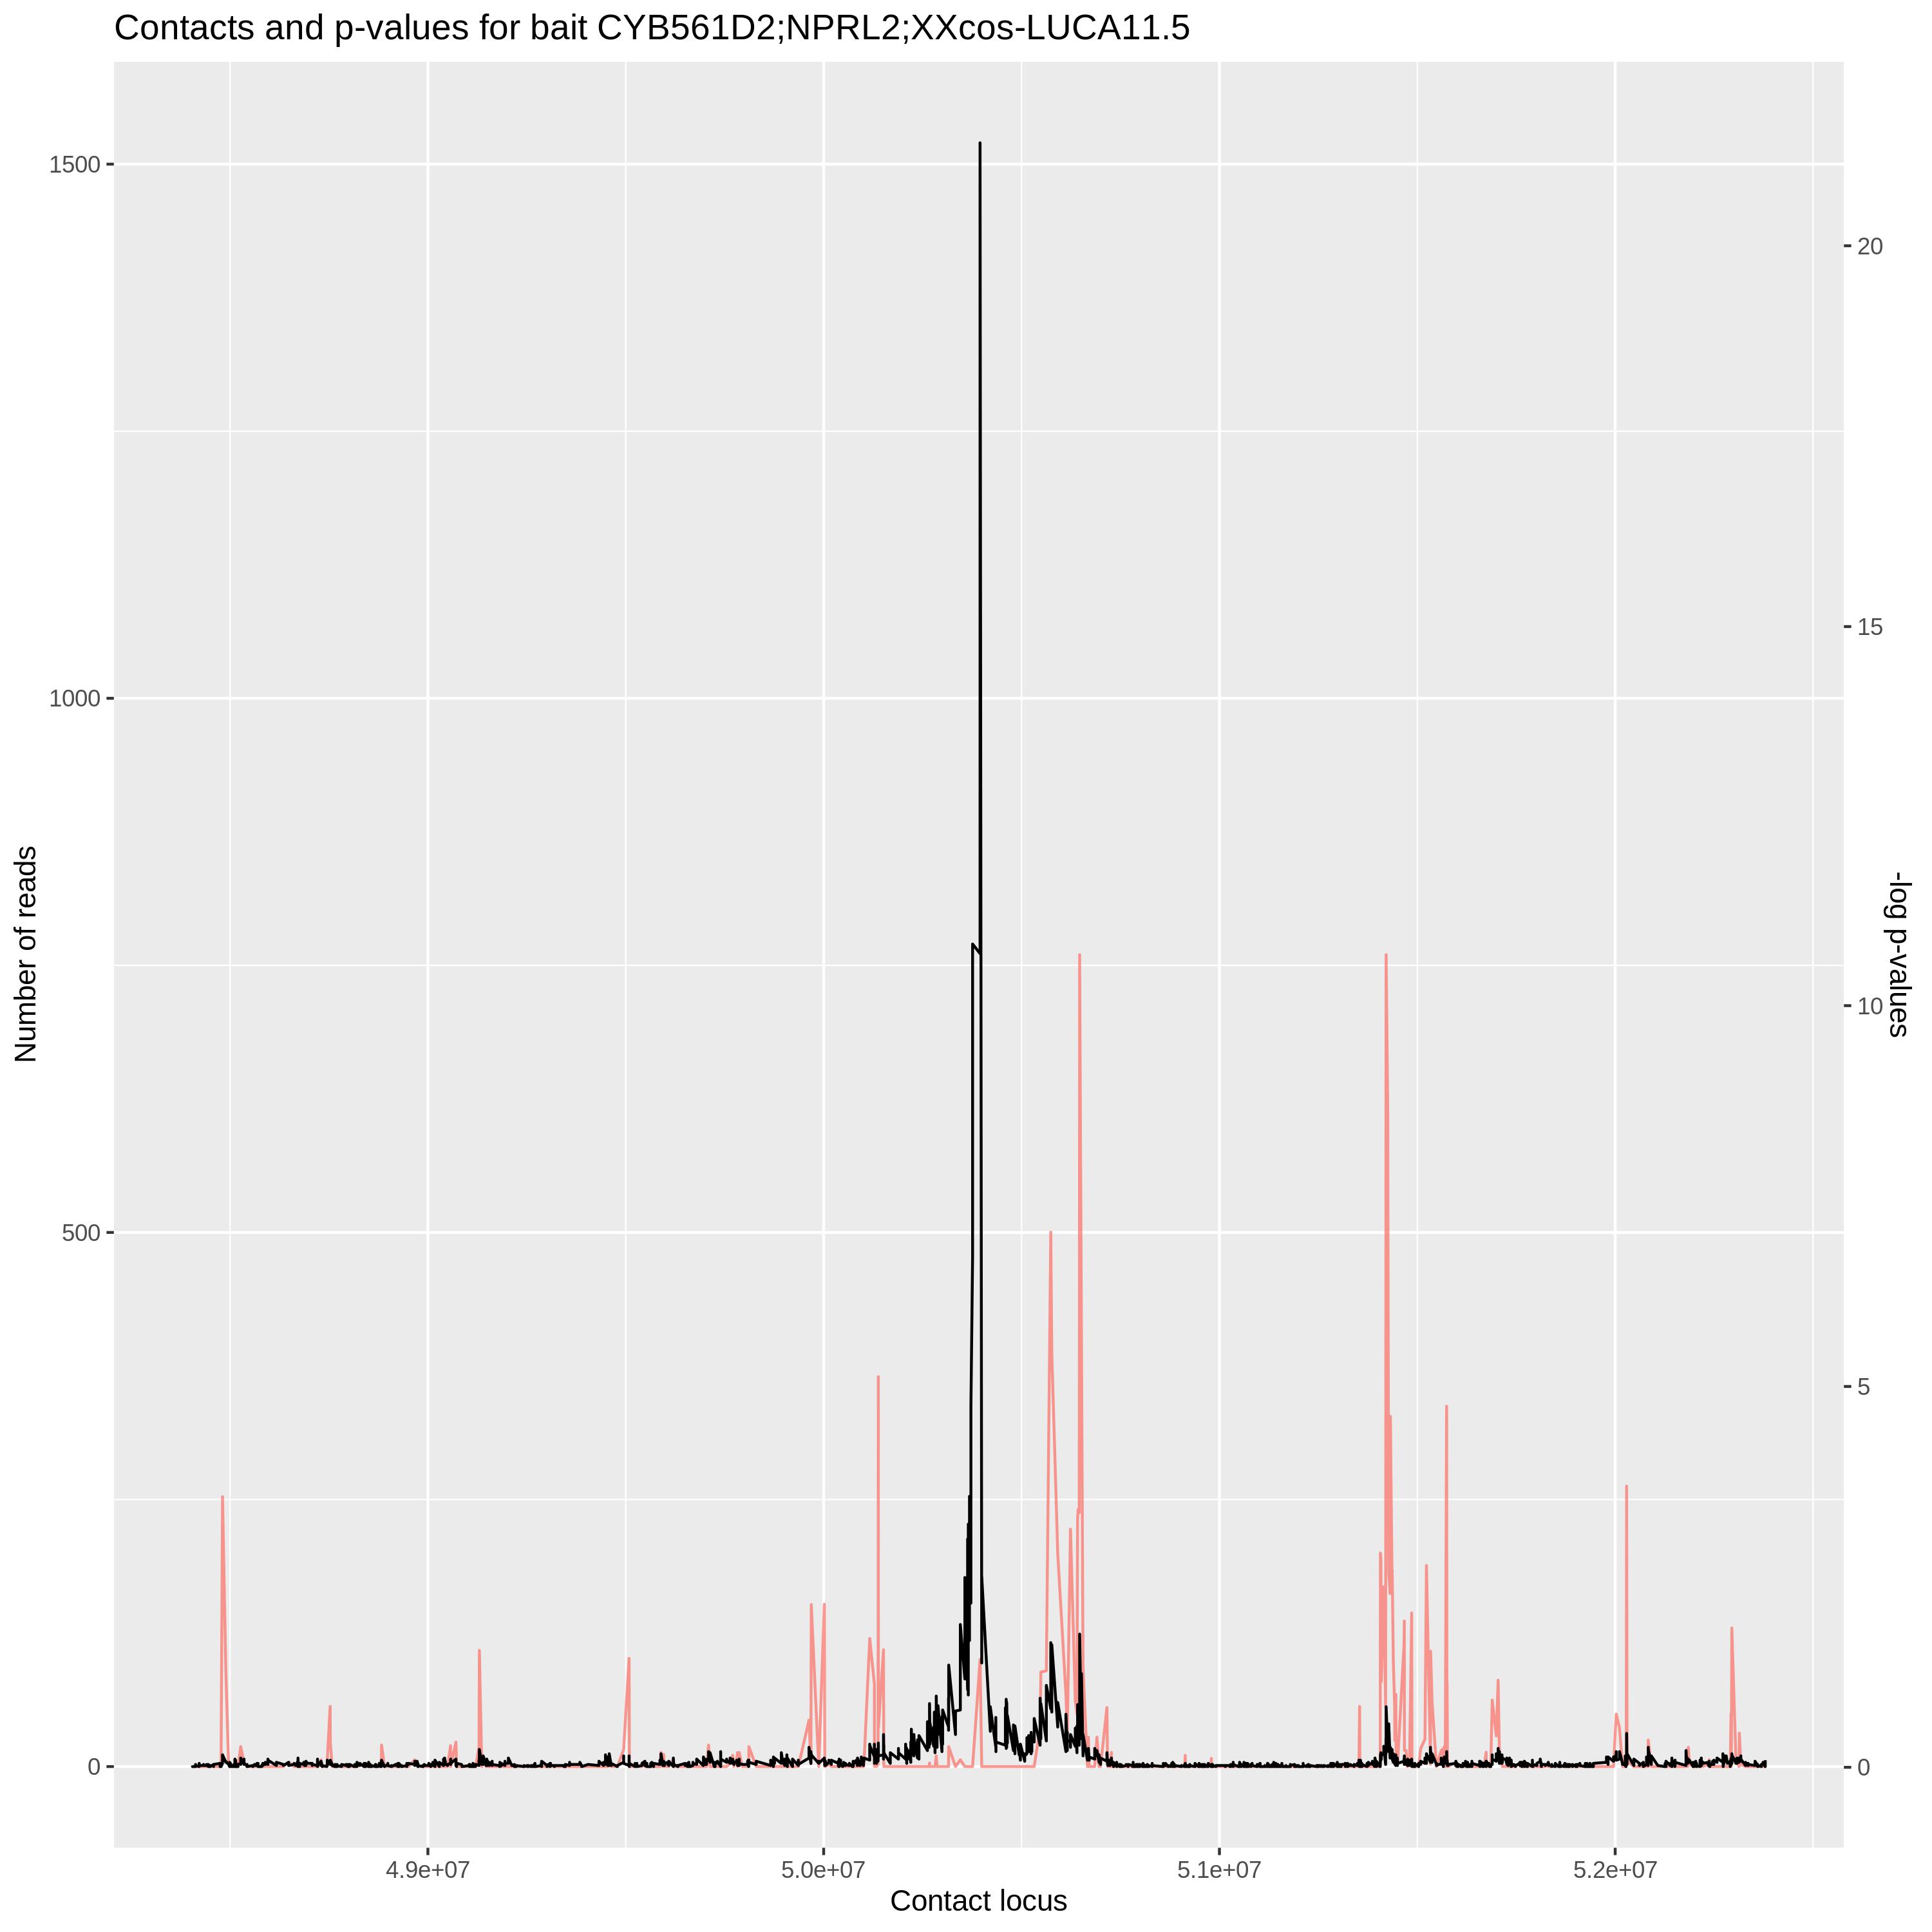 Contacts and p-values for bait CYB561D2;NPRL2;XXcos-LUCA11.5
1500
1000
500
0
Number of reads
20
15
10
5
0
-log p-values
4.9e+07
5.0e+07
5.1e+07
5.2e+07
Contact locus